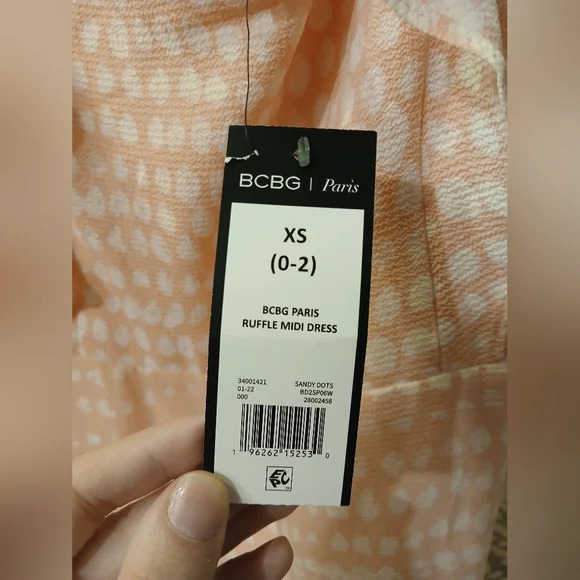 BCBG | Paris
XS
(0-2)
BCBG PARIS
RUFFLE MIDI DRESS
34001421 SANDY DOTS
01-22 BD2SP06W
000 28002458
1 96262 15253 0
EPC